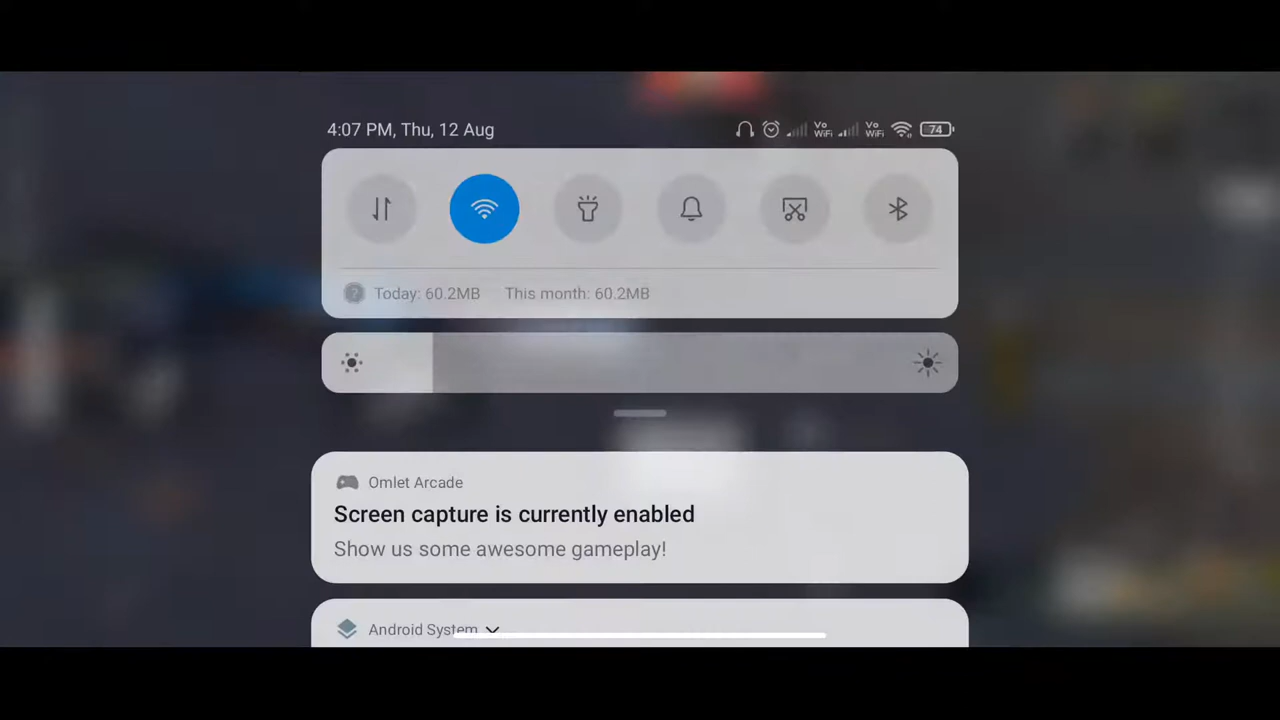 4:07 PM, Thu, 12 Aug
Vo WiFi Vo WiFi 74
Today: 60.2MB This month: 60.2MB
Omlet Arcade
Screen capture is currently enabled
Show us some awesome gameplay!
Android System